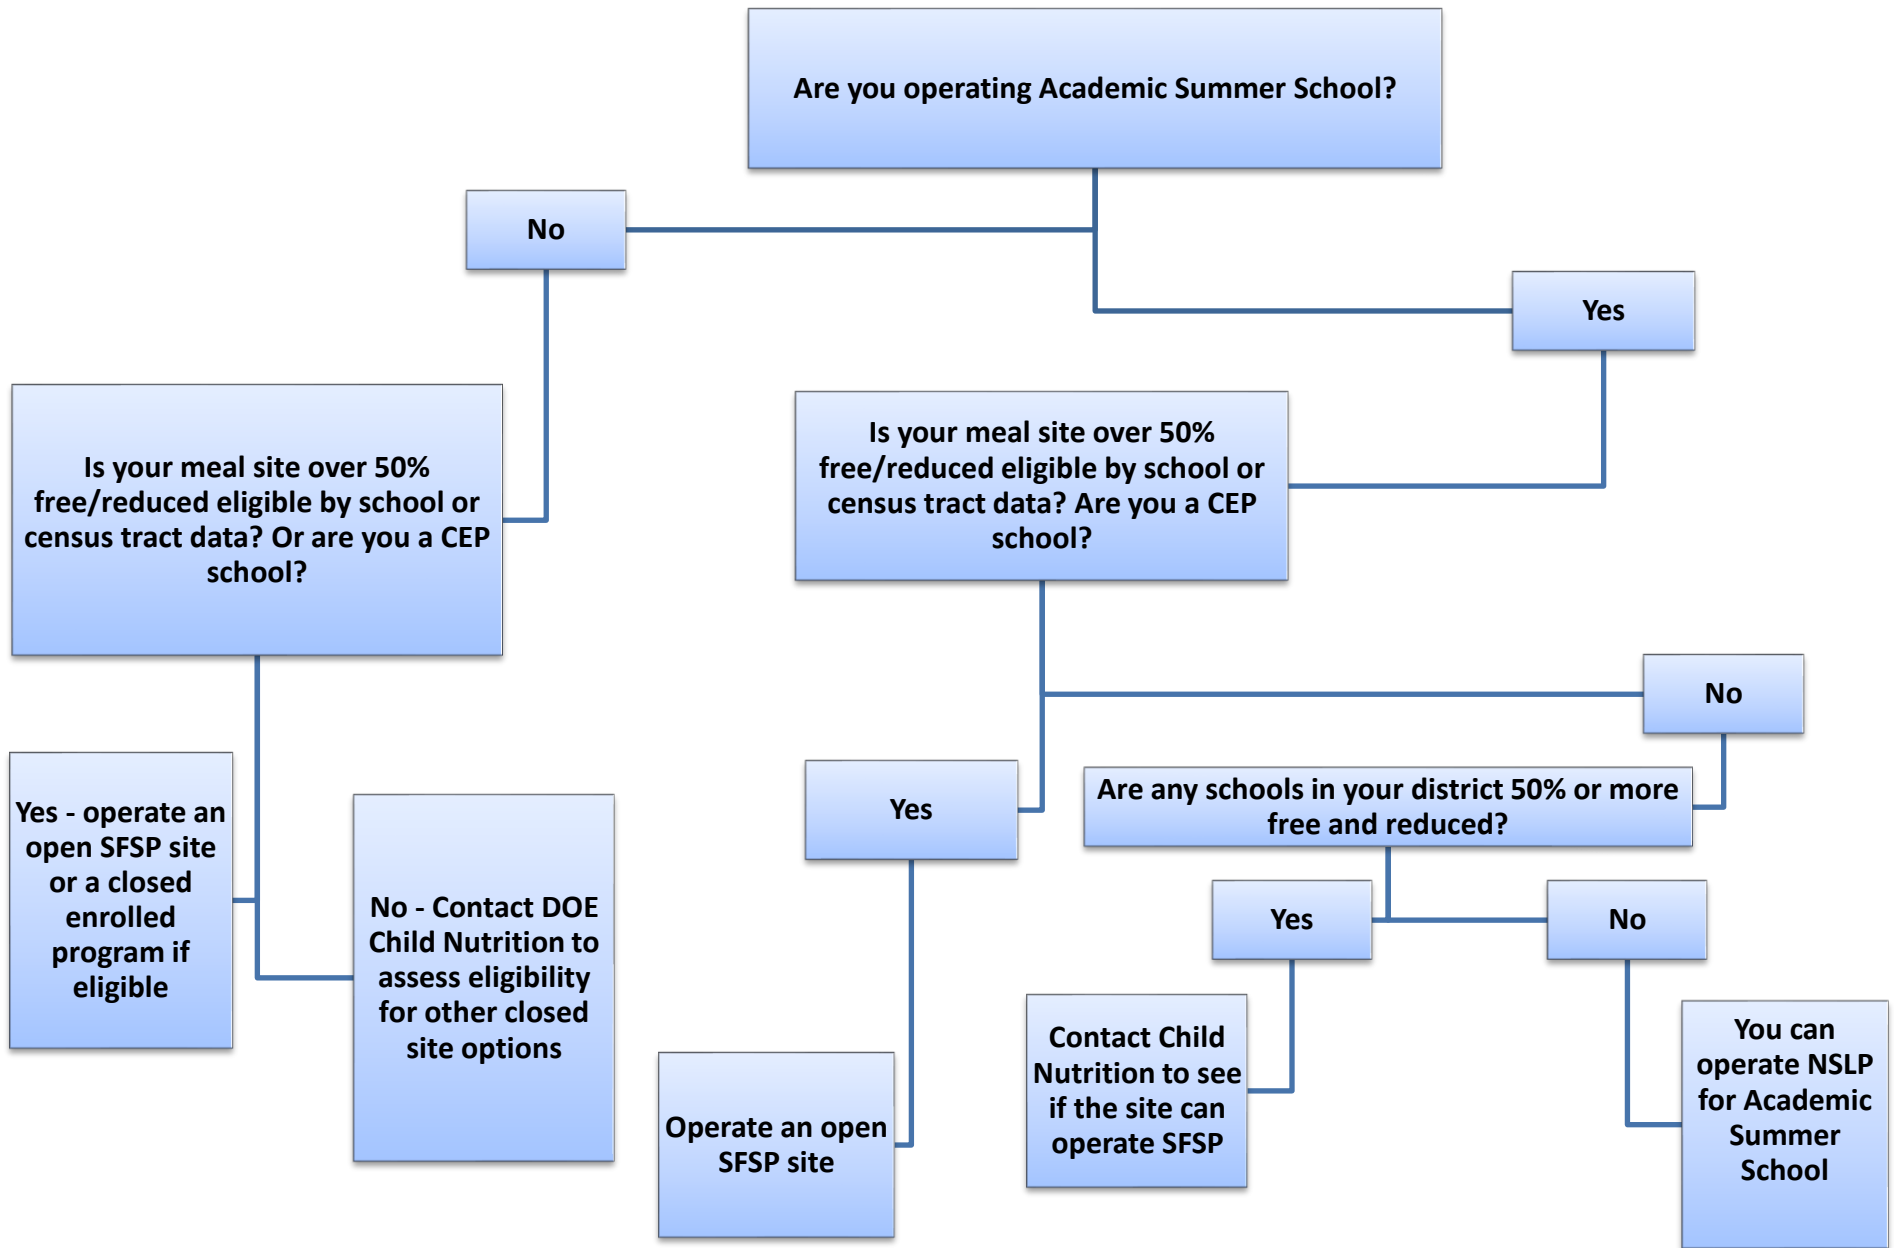 Are you operating Academic Summer School?
No
Yes
Is your meal site over 50%
free/reduced eligible by school or
census tract data? Or are you a CEP
school?
Is your meal site over 50%
free/reduced eligible by school or
census tract data? Are you a CEP
school?
No
Yes - operate an
open SFSP site
or a closed
enrolled
program if
eligible
No - Contact DOE
Child Nutrition to
assess eligibility
for other closed
site options
Yes
Are any schools in your district 50% or more
free and reduced?
Yes
No
Operate an open
SFSP site
Contact Child
Nutrition to see
if the site can
operate SFSP
You can
operate NSLP
for Academic
Summer
School